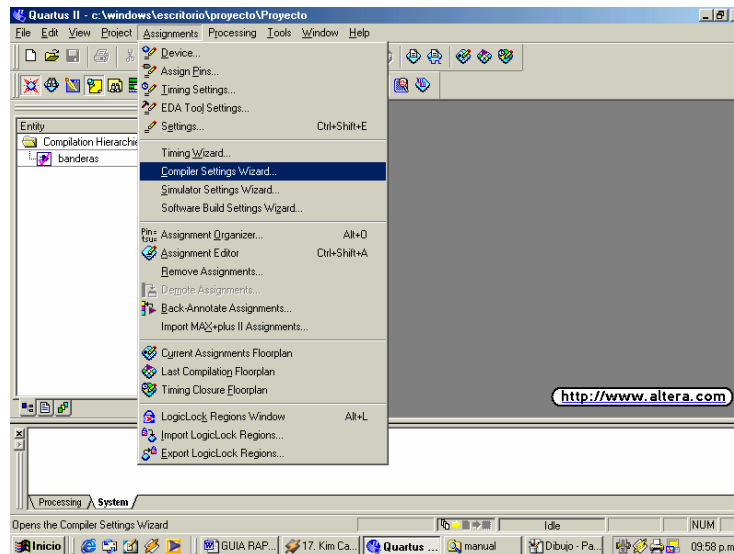 Quartus II - c:\windows\escritorio\proyecto\Proyecto
File Edit View Project Assignments Processing Tools Window Help
Device...
Assign Pins...
Timing Settings...
EDA Tool Settings...
Settings... Ctrl+Shift+E
Timing Wizard...
Compiler Settings Wizard...
Simulator Settings Wizard...
Software Build Settings Wizard...
Pin= tsu= Assignment Organizer... Alt+O
Assignment Editor Ctrl+Shift+A
Remove Assignments...
Demote Assignments...
Back-Annotate Assignments...
Import MAX+plus II Assignments...
Current Assignments Floorplan
Last Compilation Floorplan
Timing Closure Floorplan
LogicLock Regions Window Alt+L
Import LogicLock Regions...
Export LogicLock Regions...
Entity
Compilation Hierarchie
banderas
http://www.altera.com
Processing System
Opens the Compiler Settings Wizard Idle NUM
Inicio GUIA RAP... 17. Kim Ca... Quartus ... manual Dibujo - Pa... 09:58 p.m